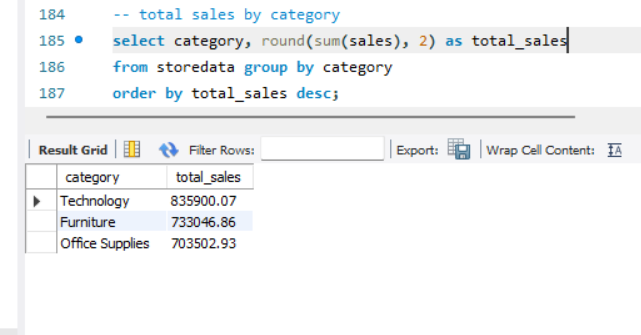 184 -- total sales by category
185 select category, round(sum(sales), 2) as total_sales
186 from storedata group by category
187 order by total_sales desc;
Result Grid Filter Rows: Export: Wrap Cell Content: IA
category total_sales
Technology 835900.07
Furniture 733046.86
Office Supplies 703502.93